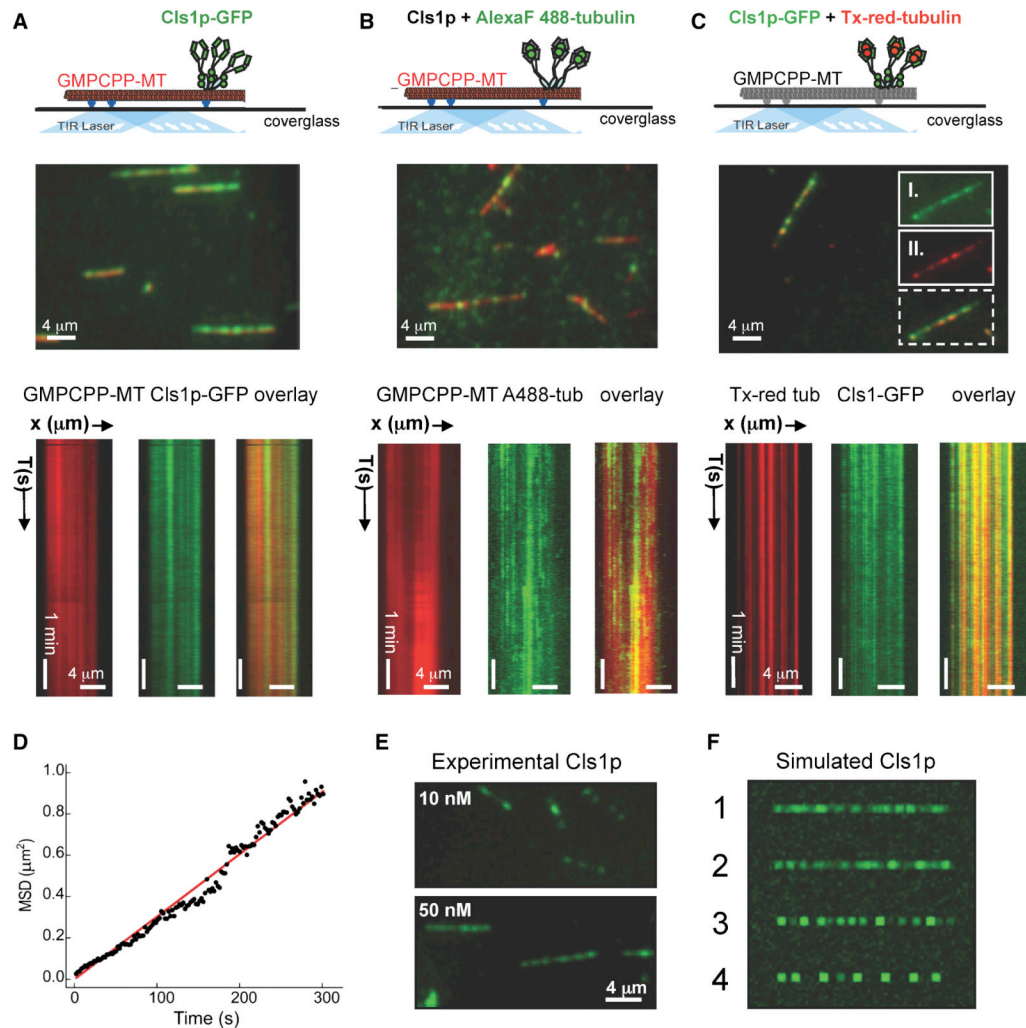 A
Cls1p-GFP
GMPCPP-MT
TIR Laser
coverglass
4 μm
GMPCPP-MT Cls1p-GFP overlay
x (μm)
T(s)
1 min
4 μm
B
Cls1p + AlexaF 488-tubulin
GMPCPP-MT
TIR Laser
coverglass
4 μm
GMPCPP-MT A488-tub overlay
x (μm)
T(s)
1 min
4 μm
C
Cls1p-GFP + Tx-red-tubulin
GMPCPP-MT
TIR Laser
coverglass
I.
II.
4 μm
Tx-red tub Cls1-GFP overlay
x (μm)
T(s)
1 min
4 μm
D
1.0
0.8
0.6
0.4
0.2
0.0
MSD (μm²)
0 100 200 300
Time (s)
E
Experimental Cls1p
10 nM
50 nM
4 μm
F
Simulated Cls1p
1
2
3
4